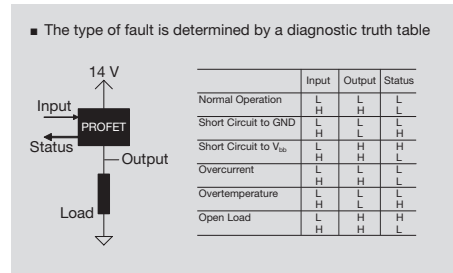 ■ The type of fault is determined by a diagnostic truth table
14 V
Input
PROFET
Status
Output
Load
Input Output Status
Normal Operation L L L
H H L
Short Circuit to GND L L L
H L H
Short Circuit to Vbb L H H
H H L
Overcurrent L L L
H H L
Overtemperature L L L
H L H
Open Load L H H
H H L